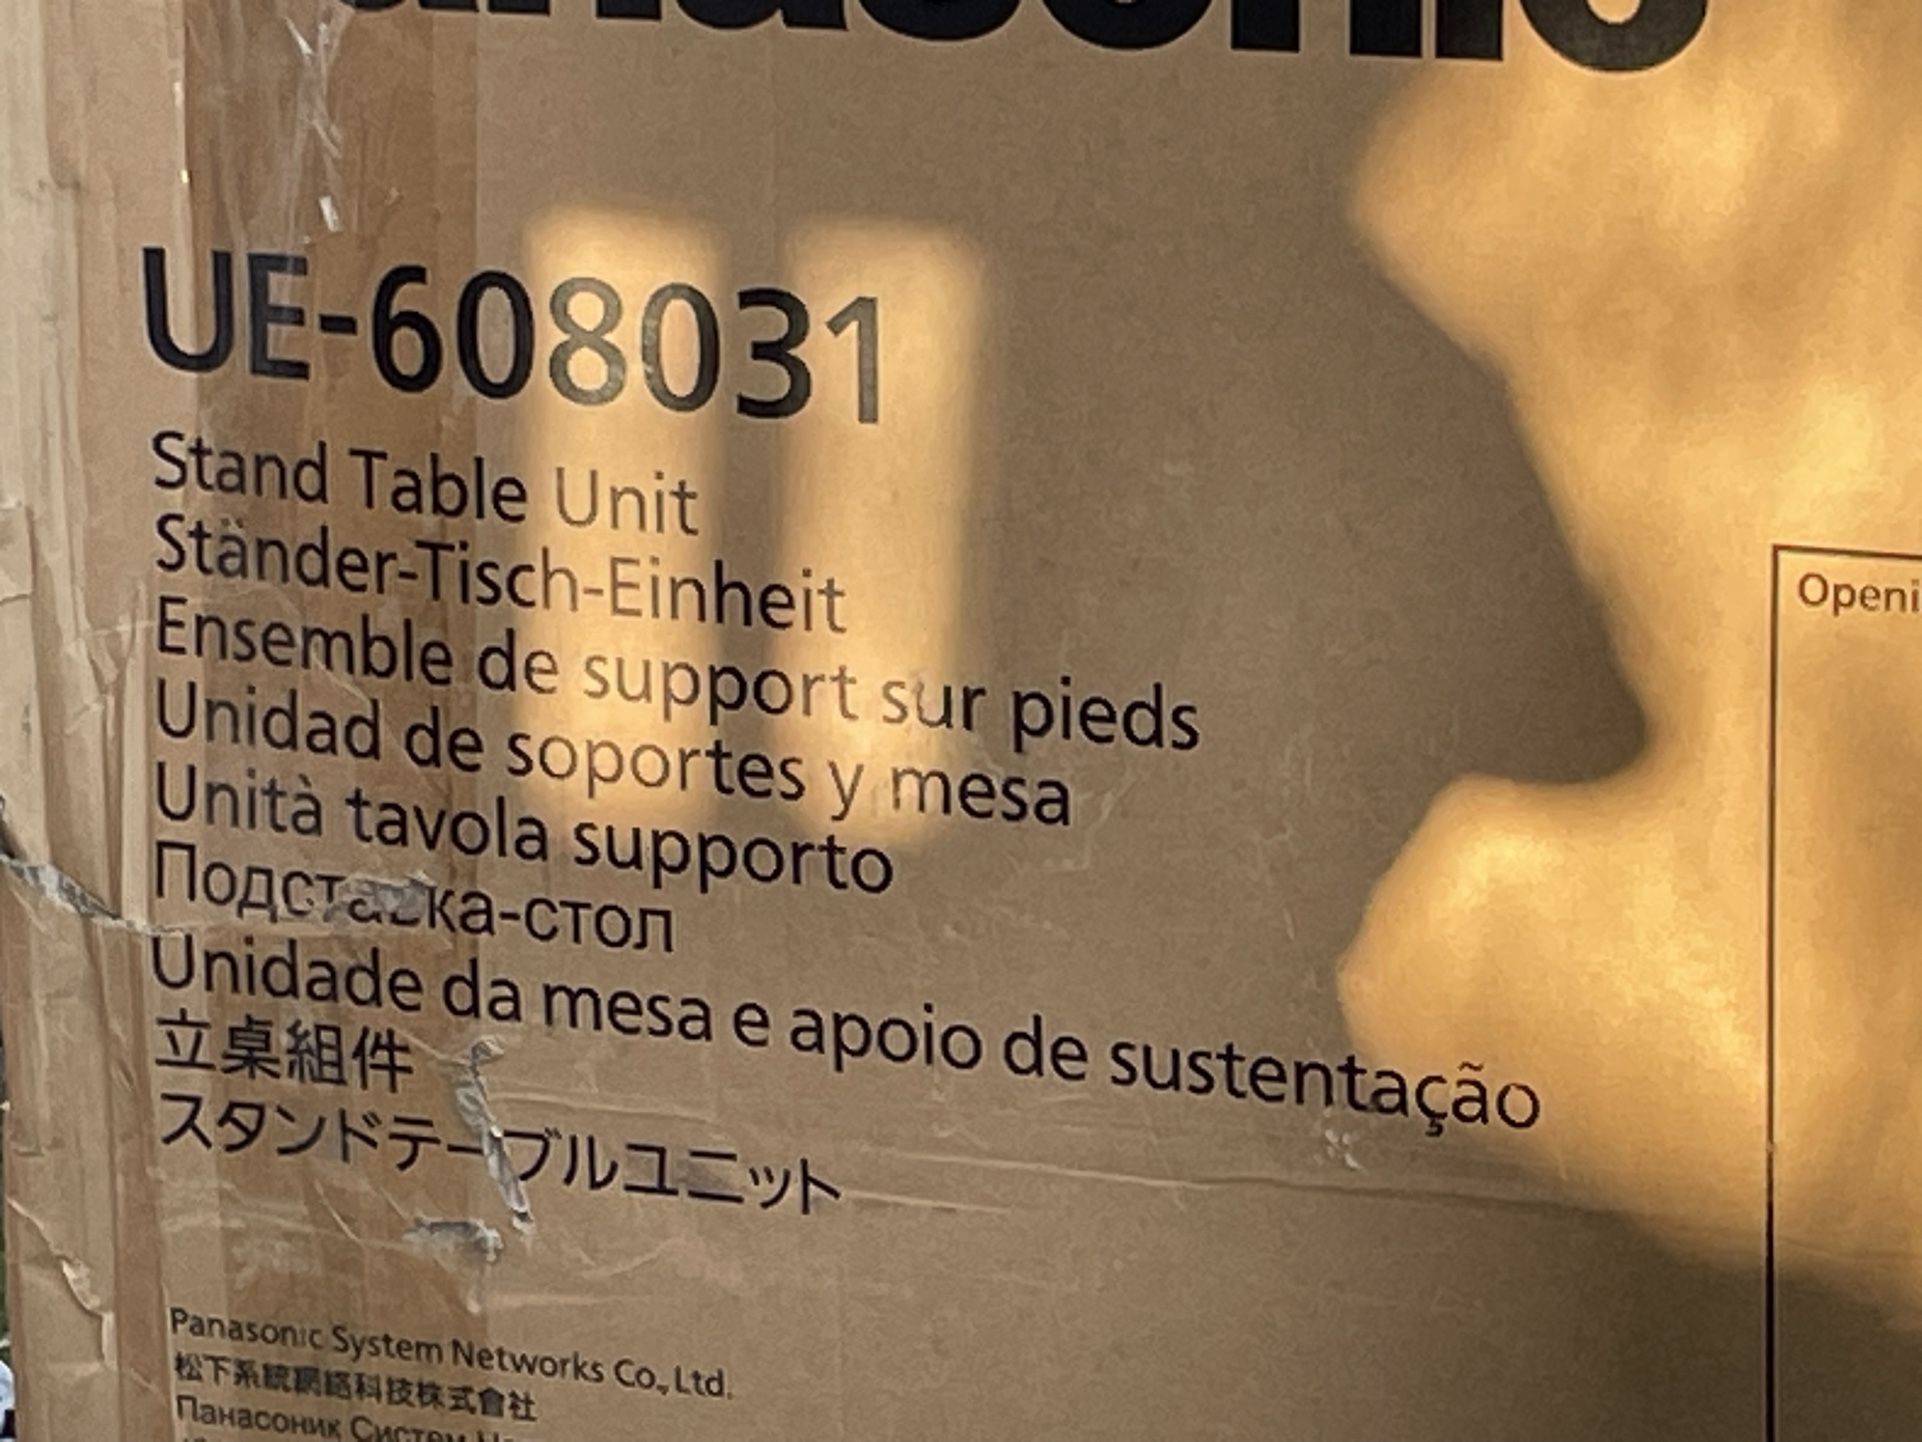 Panasonic
UE-608031
Stand Table Unit
Ständer-Tisch-Einheit
Ensemble de support sur pieds
Unidad de soportes y mesa
Unità tavola supporto
Подставка-стол
Unidade da mesa e apoio de sustentação
立桌組件
スタンドテーブルユニット
Openi
Panasonic System Networks Co., Ltd.
松下系統網絡科技株式會社
Панасоник Систем